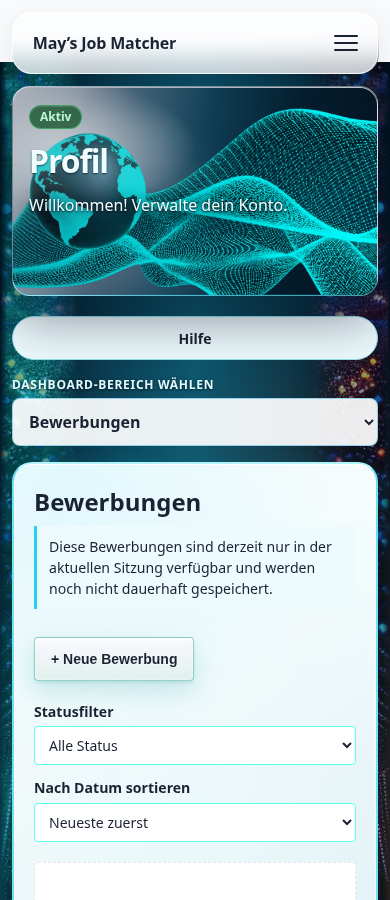 May's Job Matcher
Aktiv
Profil
Willkommen! Verwalte dein Konto.
Hilfe
DASHBOARD-BEREICH WÄHLEN
Bewerbungen
Bewerbungen
Diese Bewerbungen sind derzeit nur in der
aktuellen Sitzung verfügbar und werden
noch nicht dauerhaft gespeichert.
+ Neue Bewerbung
Statusfilter
Alle Status
Nach Datum sortieren
Neueste zuerst